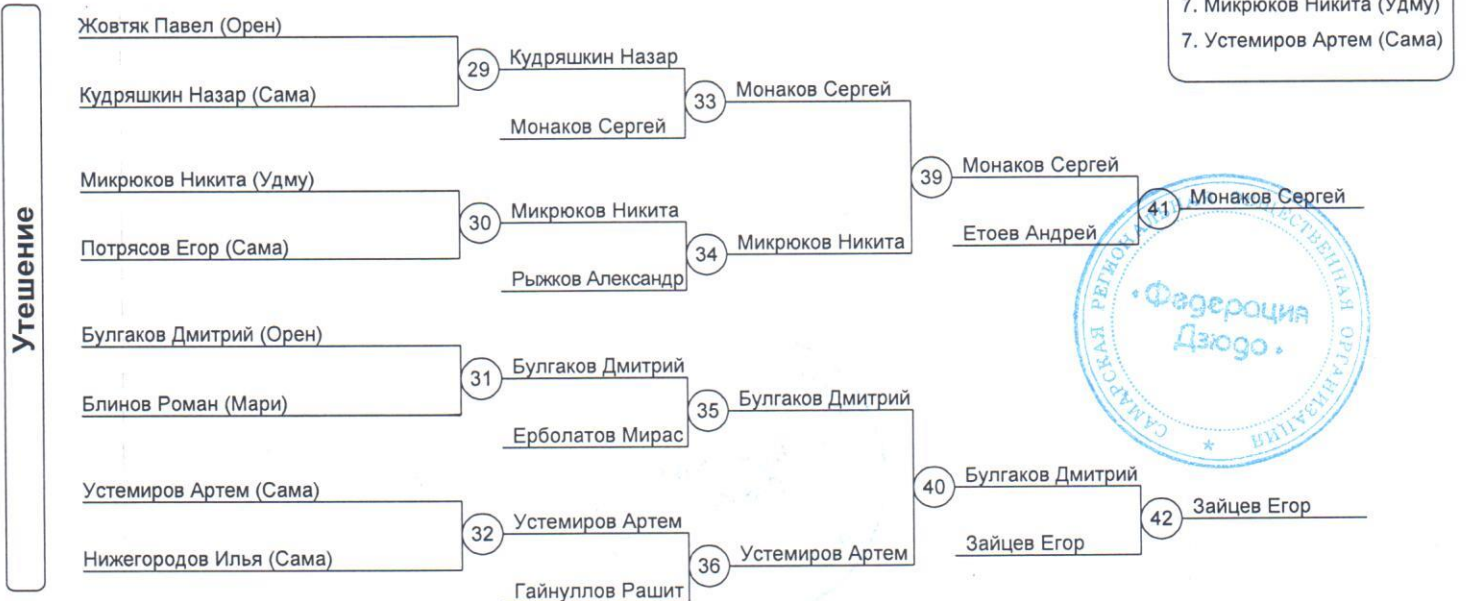 7. Микрюков Никита (Удму)
7. Устемиров Артем (Сама)
Утешение
Жовтяк Павел (Орен)
29
Кудряшкин Назар
Кудряшкин Назар (Сама)
33
Монаков Сергей
Монаков Сергей
Микрюков Никита (Удму)
39
Монаков Сергей
41
Монаков Сергей
30
Микрюков Никита
Потрясов Егор (Сама)
34
Микрюков Никита
Етоев Андрей
Рыжков Александр
Булгаков Дмитрий (Орен)
31
Булгаков Дмитрий
Блинов Роман (Мари)
35
Булгаков Дмитрий
Ерболатов Мирас
Устемиров Артем (Сама)
40
Булгаков Дмитрий
42
Зайцев Егор
32
Устемиров Артем
Нижегородов Илья (Сама)
36
Устемиров Артем
Зайцев Егор
Гайнуллов Рашит
САМАРСКАЯ РЕГИОНАЛЬНАЯ ОБЩЕСТВЕННАЯ ОРГАНИЗАЦИЯ
*
•Федерация
Дзюдо•